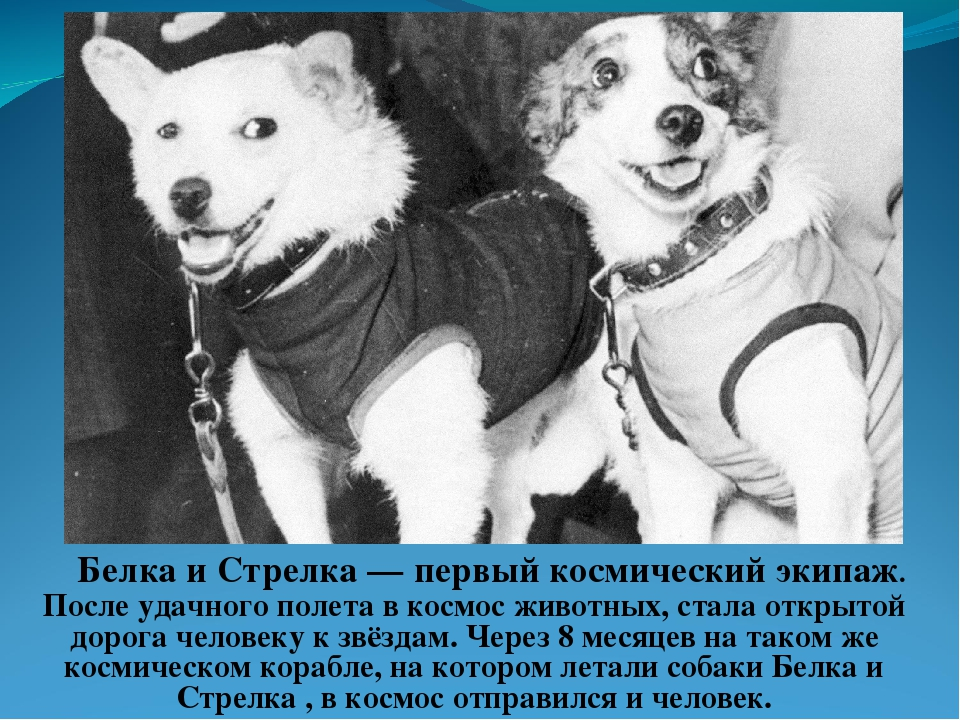 Белка и Стрелка — первый космический экипаж.
После удачного полета в космос животных, стала открытой
дорога человеку к звёздам. Через 8 месяцев на таком же
космическом корабле, на котором летали собаки Белка и
Стрелка , в космос отправился и человек.